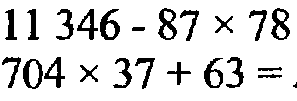 11 346 - 87 × 78
704 × 37 + 63 = .